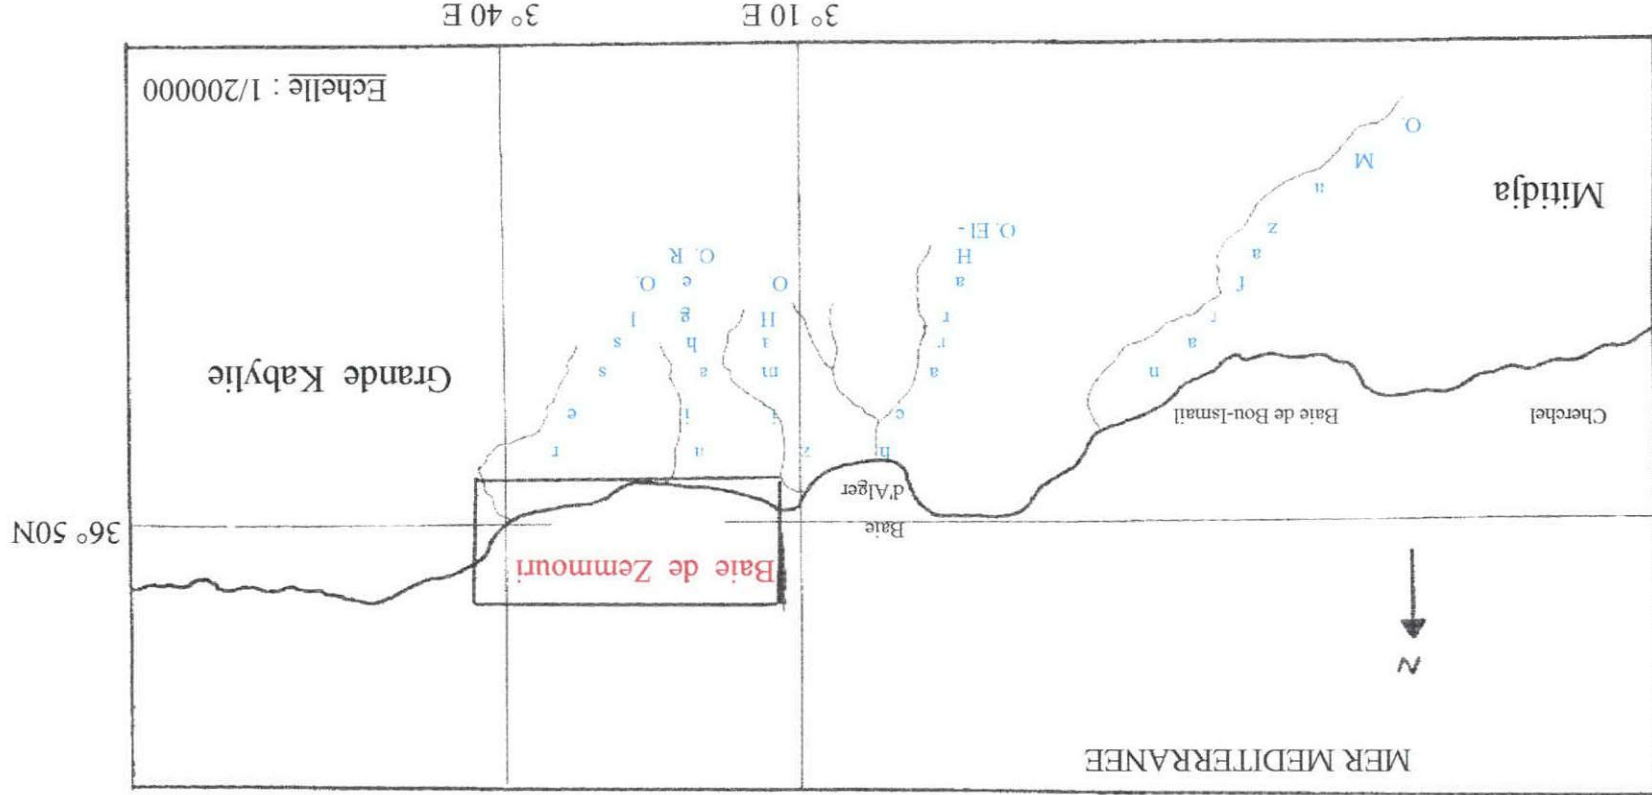 MER MEDITERRANEE
N
Baie de Zemmouri
36° 50N
Baie
d'Alger
Cherchel
Baie de Bou-Ismail
Grande Kabylie
Mitidja
O. Mazafran
O. El-Harrach
O Hamiz
O. Reghaia
O. Isser
Echelle : 1/200000
3° 10 E
3° 40 E